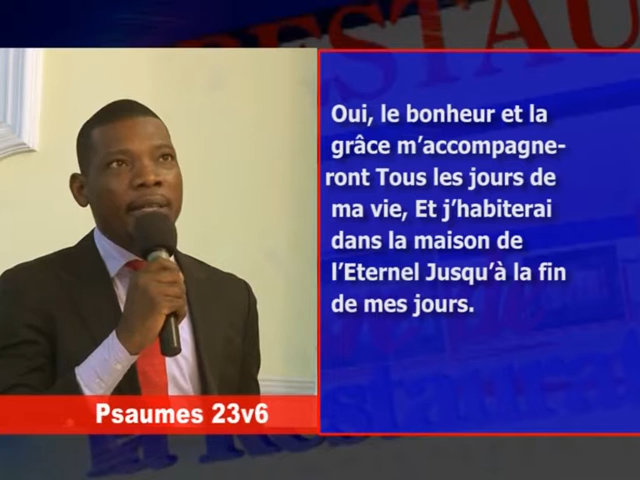 RESTAU
Oui, le bonheur et la
grâce m’accompagne-
ront Tous les jours de
ma vie, Et j’habiterai
dans la maison de
l’Eternel Jusqu’à la fin
de mes jours.
Psaumes 23v6